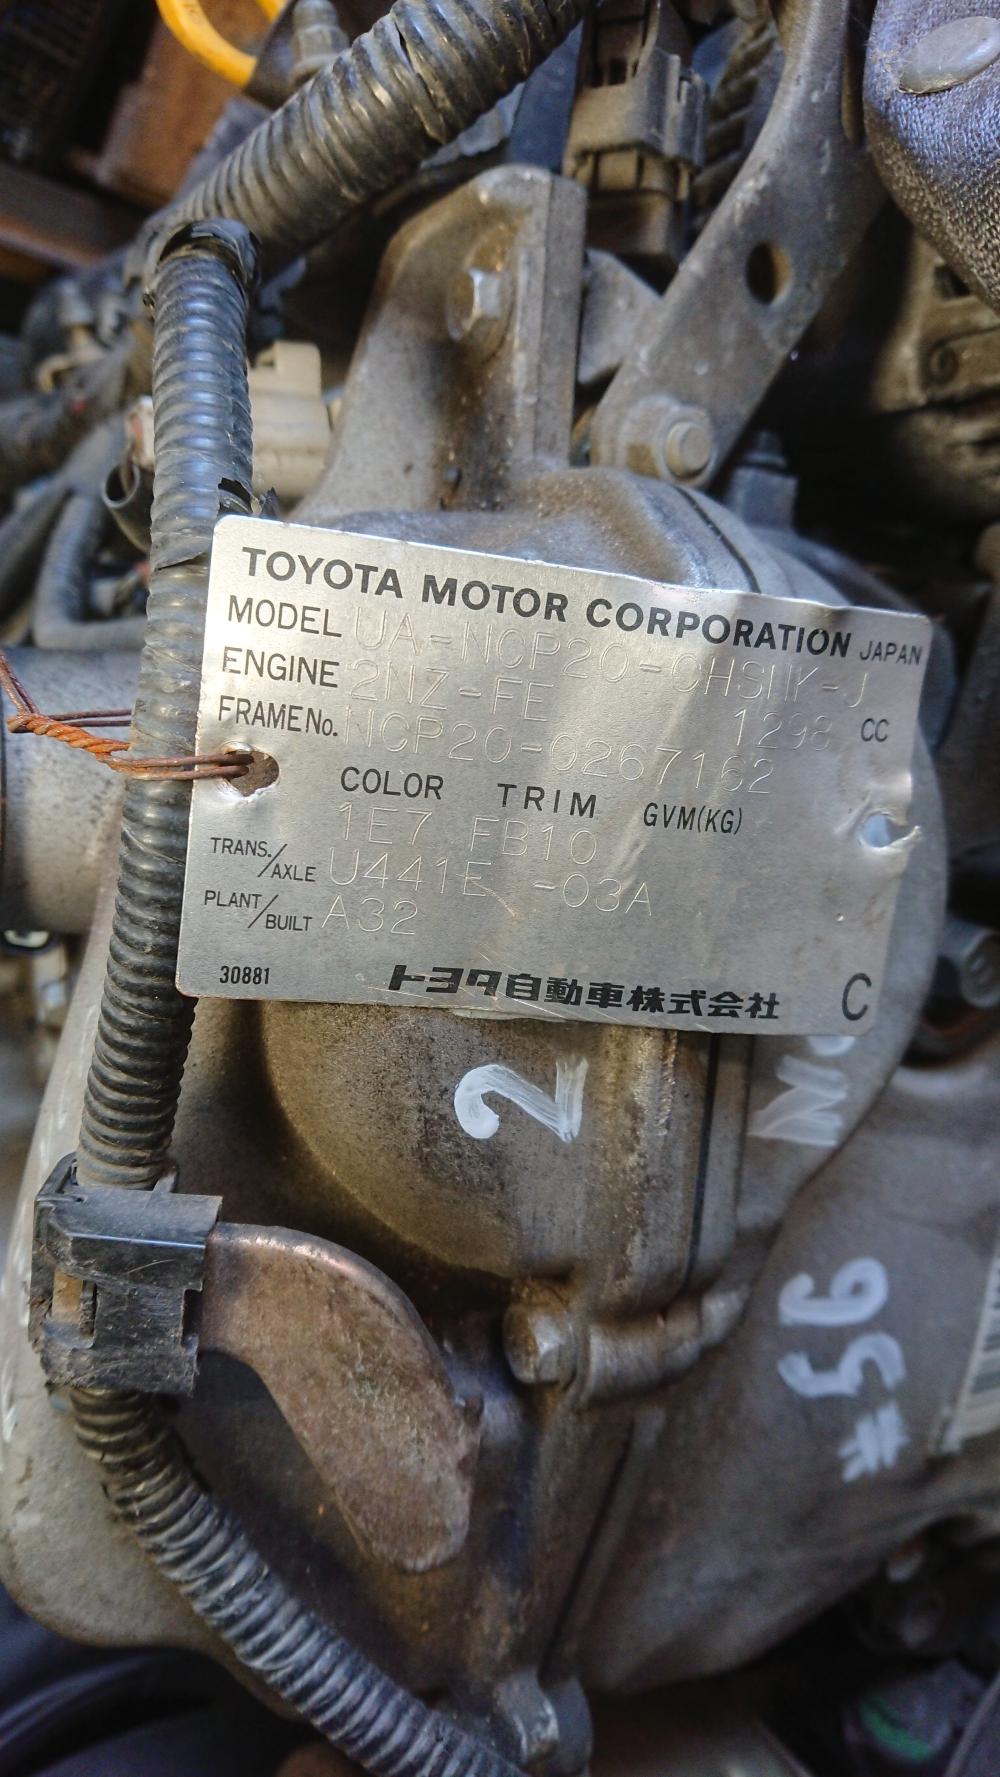 TOYOTA MOTOR CORPORATION JAPAN
MODEL UA-NCP20-CHSNK-J
ENGINE 2NZ-FE 1298 CC
FRAME No. NCP20-0267162
COLOR TRIM GVM(KG)
1E7 FB10
TRANS./AXLE U441E -03A
PLANT/BUILT A32
30881 トヨタ自動車株式会社 C
2
#56